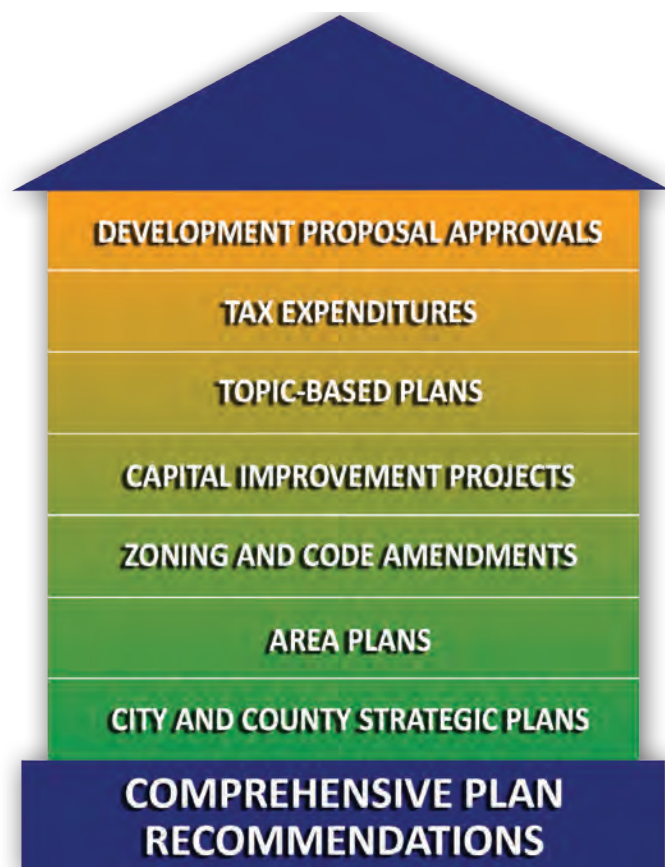 DEVELOPMENT PROPOSAL APPROVALS
TAX EXPENDITURES
TOPIC-BASED PLANS
CAPITAL IMPROVEMENT PROJECTS
ZONING AND CODE AMENDMENTS
AREA PLANS
CITY AND COUNTY STRATEGIC PLANS
COMPREHENSIVE PLAN
RECOMMENDATIONS